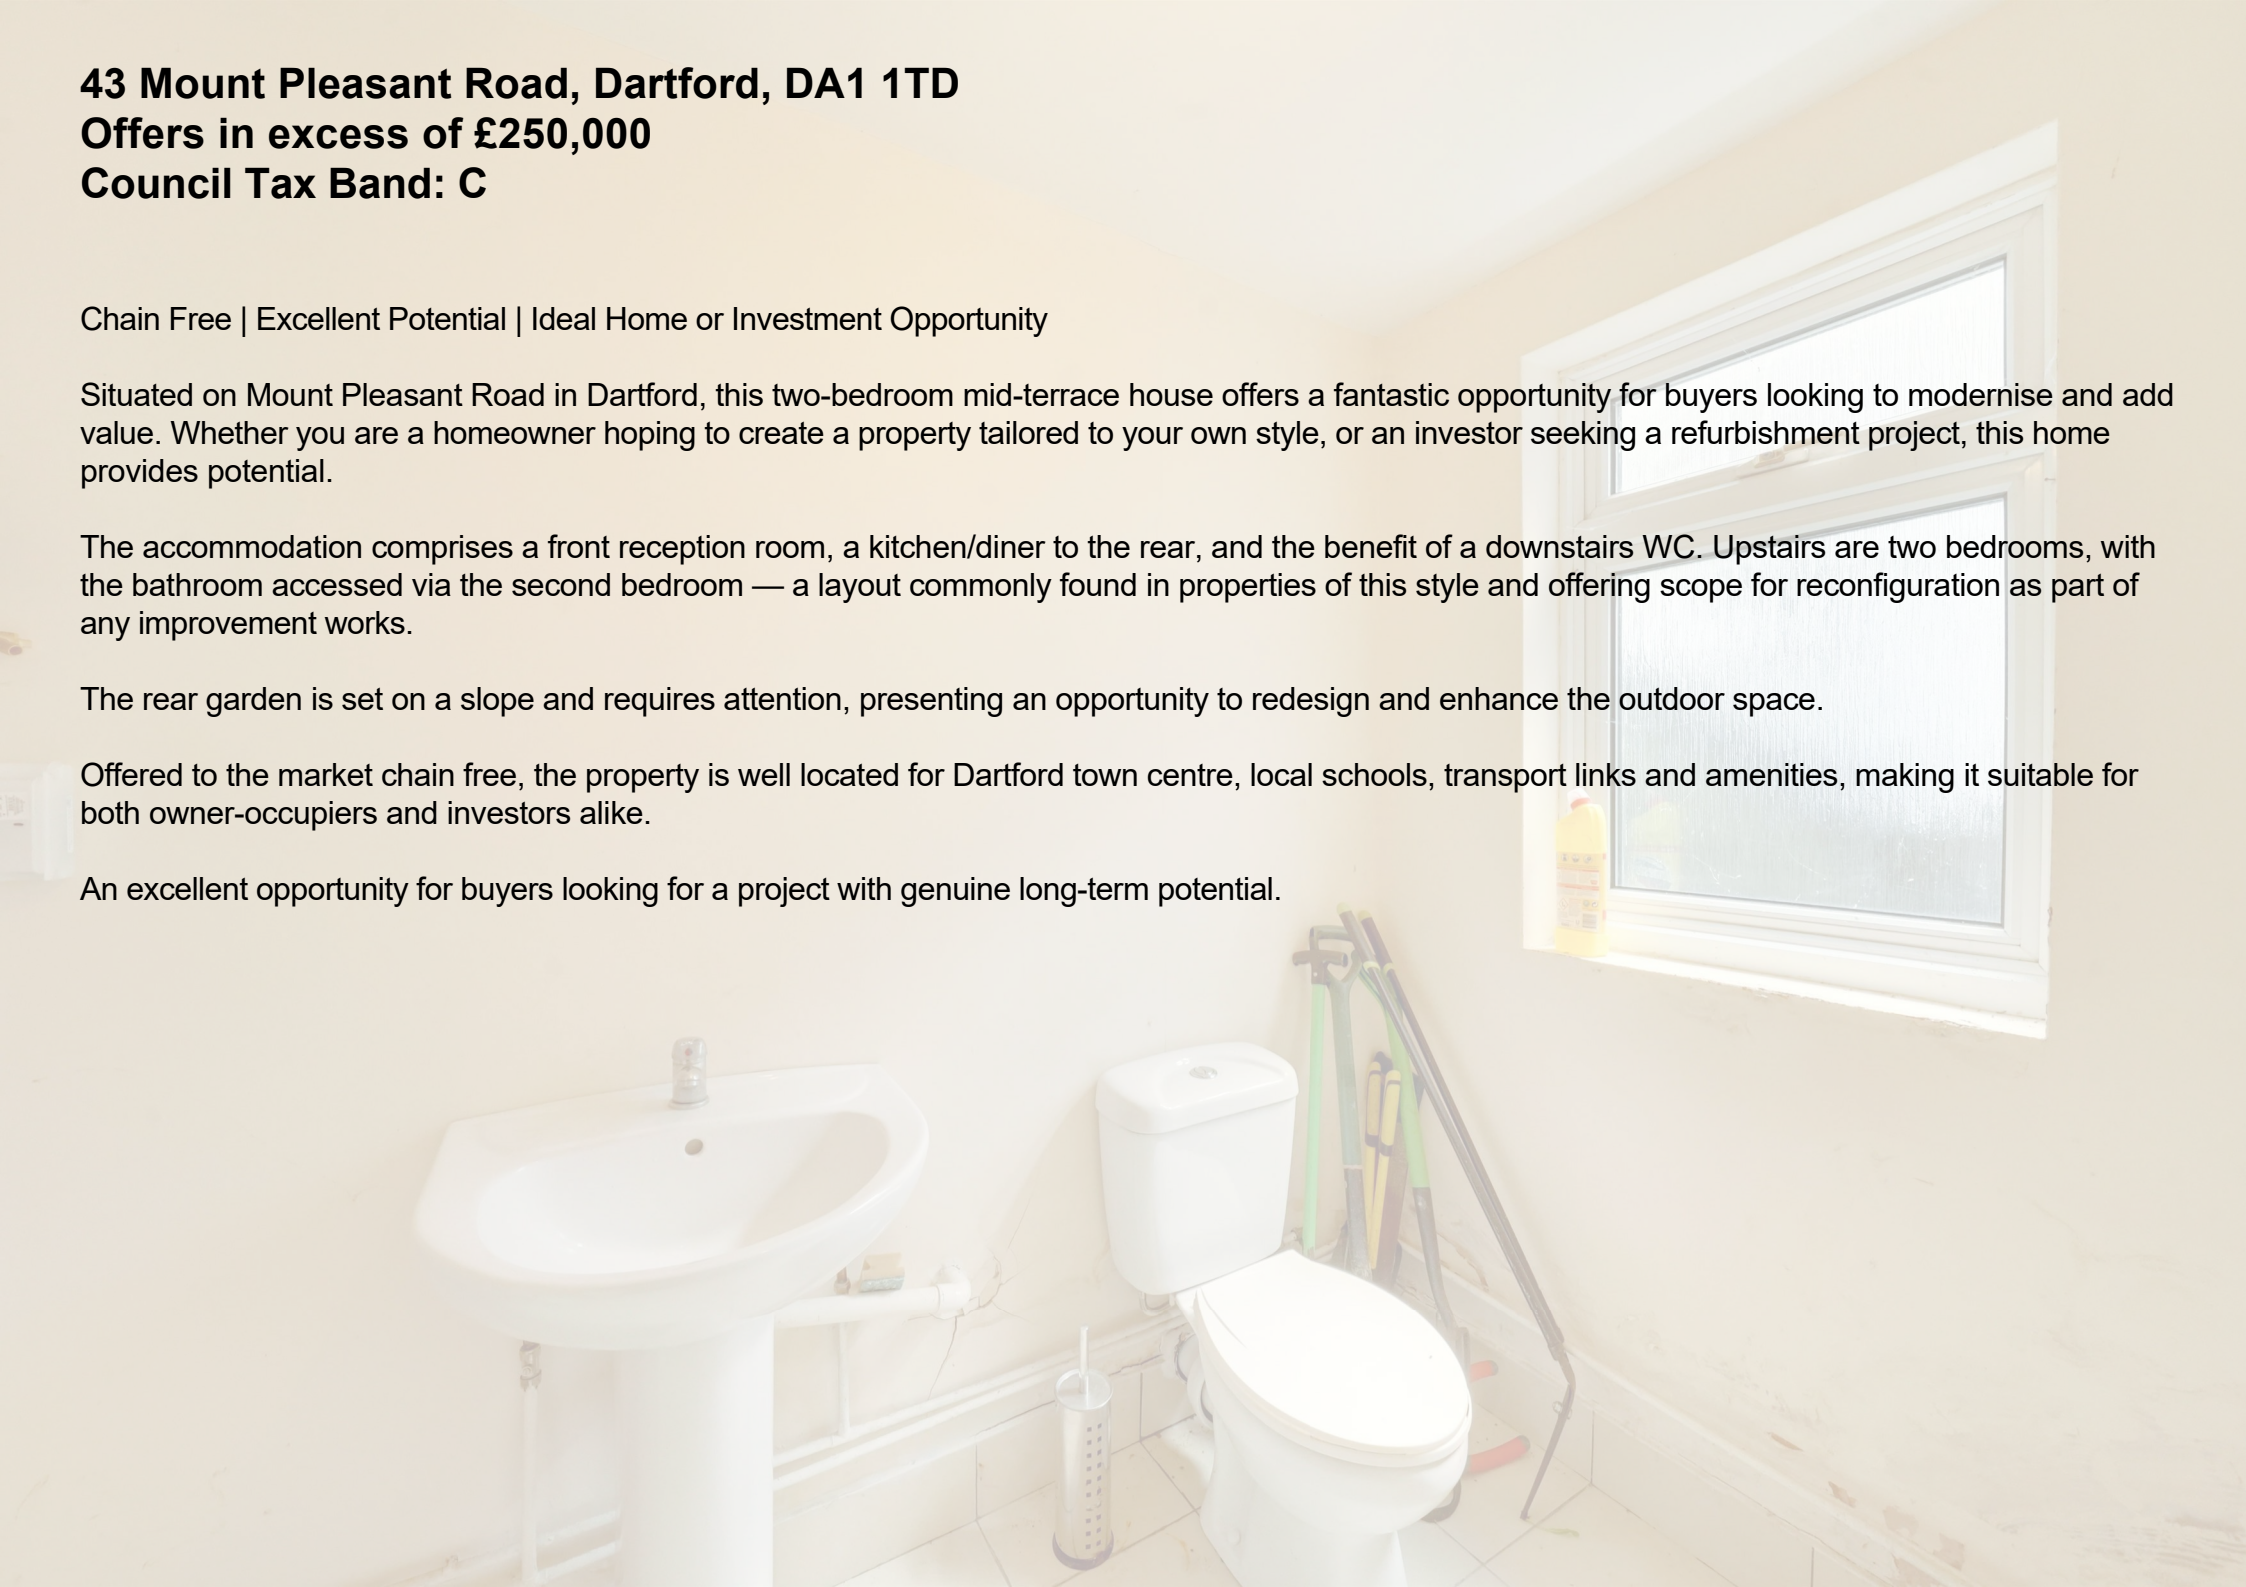 43 Mount Pleasant Road, Dartford, DA1 1TD
Offers in excess of £250,000
Council Tax Band: C
Chain Free | Excellent Potential | Ideal Home or Investment Opportunity
Situated on Mount Pleasant Road in Dartford, this two-bedroom mid-terrace house offers a fantastic opportunity for buyers looking to modernise and add
value. Whether you are a homeowner hoping to create a property tailored to your own style, or an investor seeking a refurbishment project, this home
provides potential.
The accommodation comprises a front reception room, a kitchen/diner to the rear, and the benefit of a downstairs WC. Upstairs are two bedrooms, with
the bathroom accessed via the second bedroom — a layout commonly found in properties of this style and offering scope for reconfiguration as part of
any improvement works.
The rear garden is set on a slope and requires attention, presenting an opportunity to redesign and enhance the outdoor space.
Offered to the market chain free, the property is well located for Dartford town centre, local schools, transport links and amenities, making it suitable for
both owner-occupiers and investors alike.
An excellent opportunity for buyers looking for a project with genuine long-term potential.